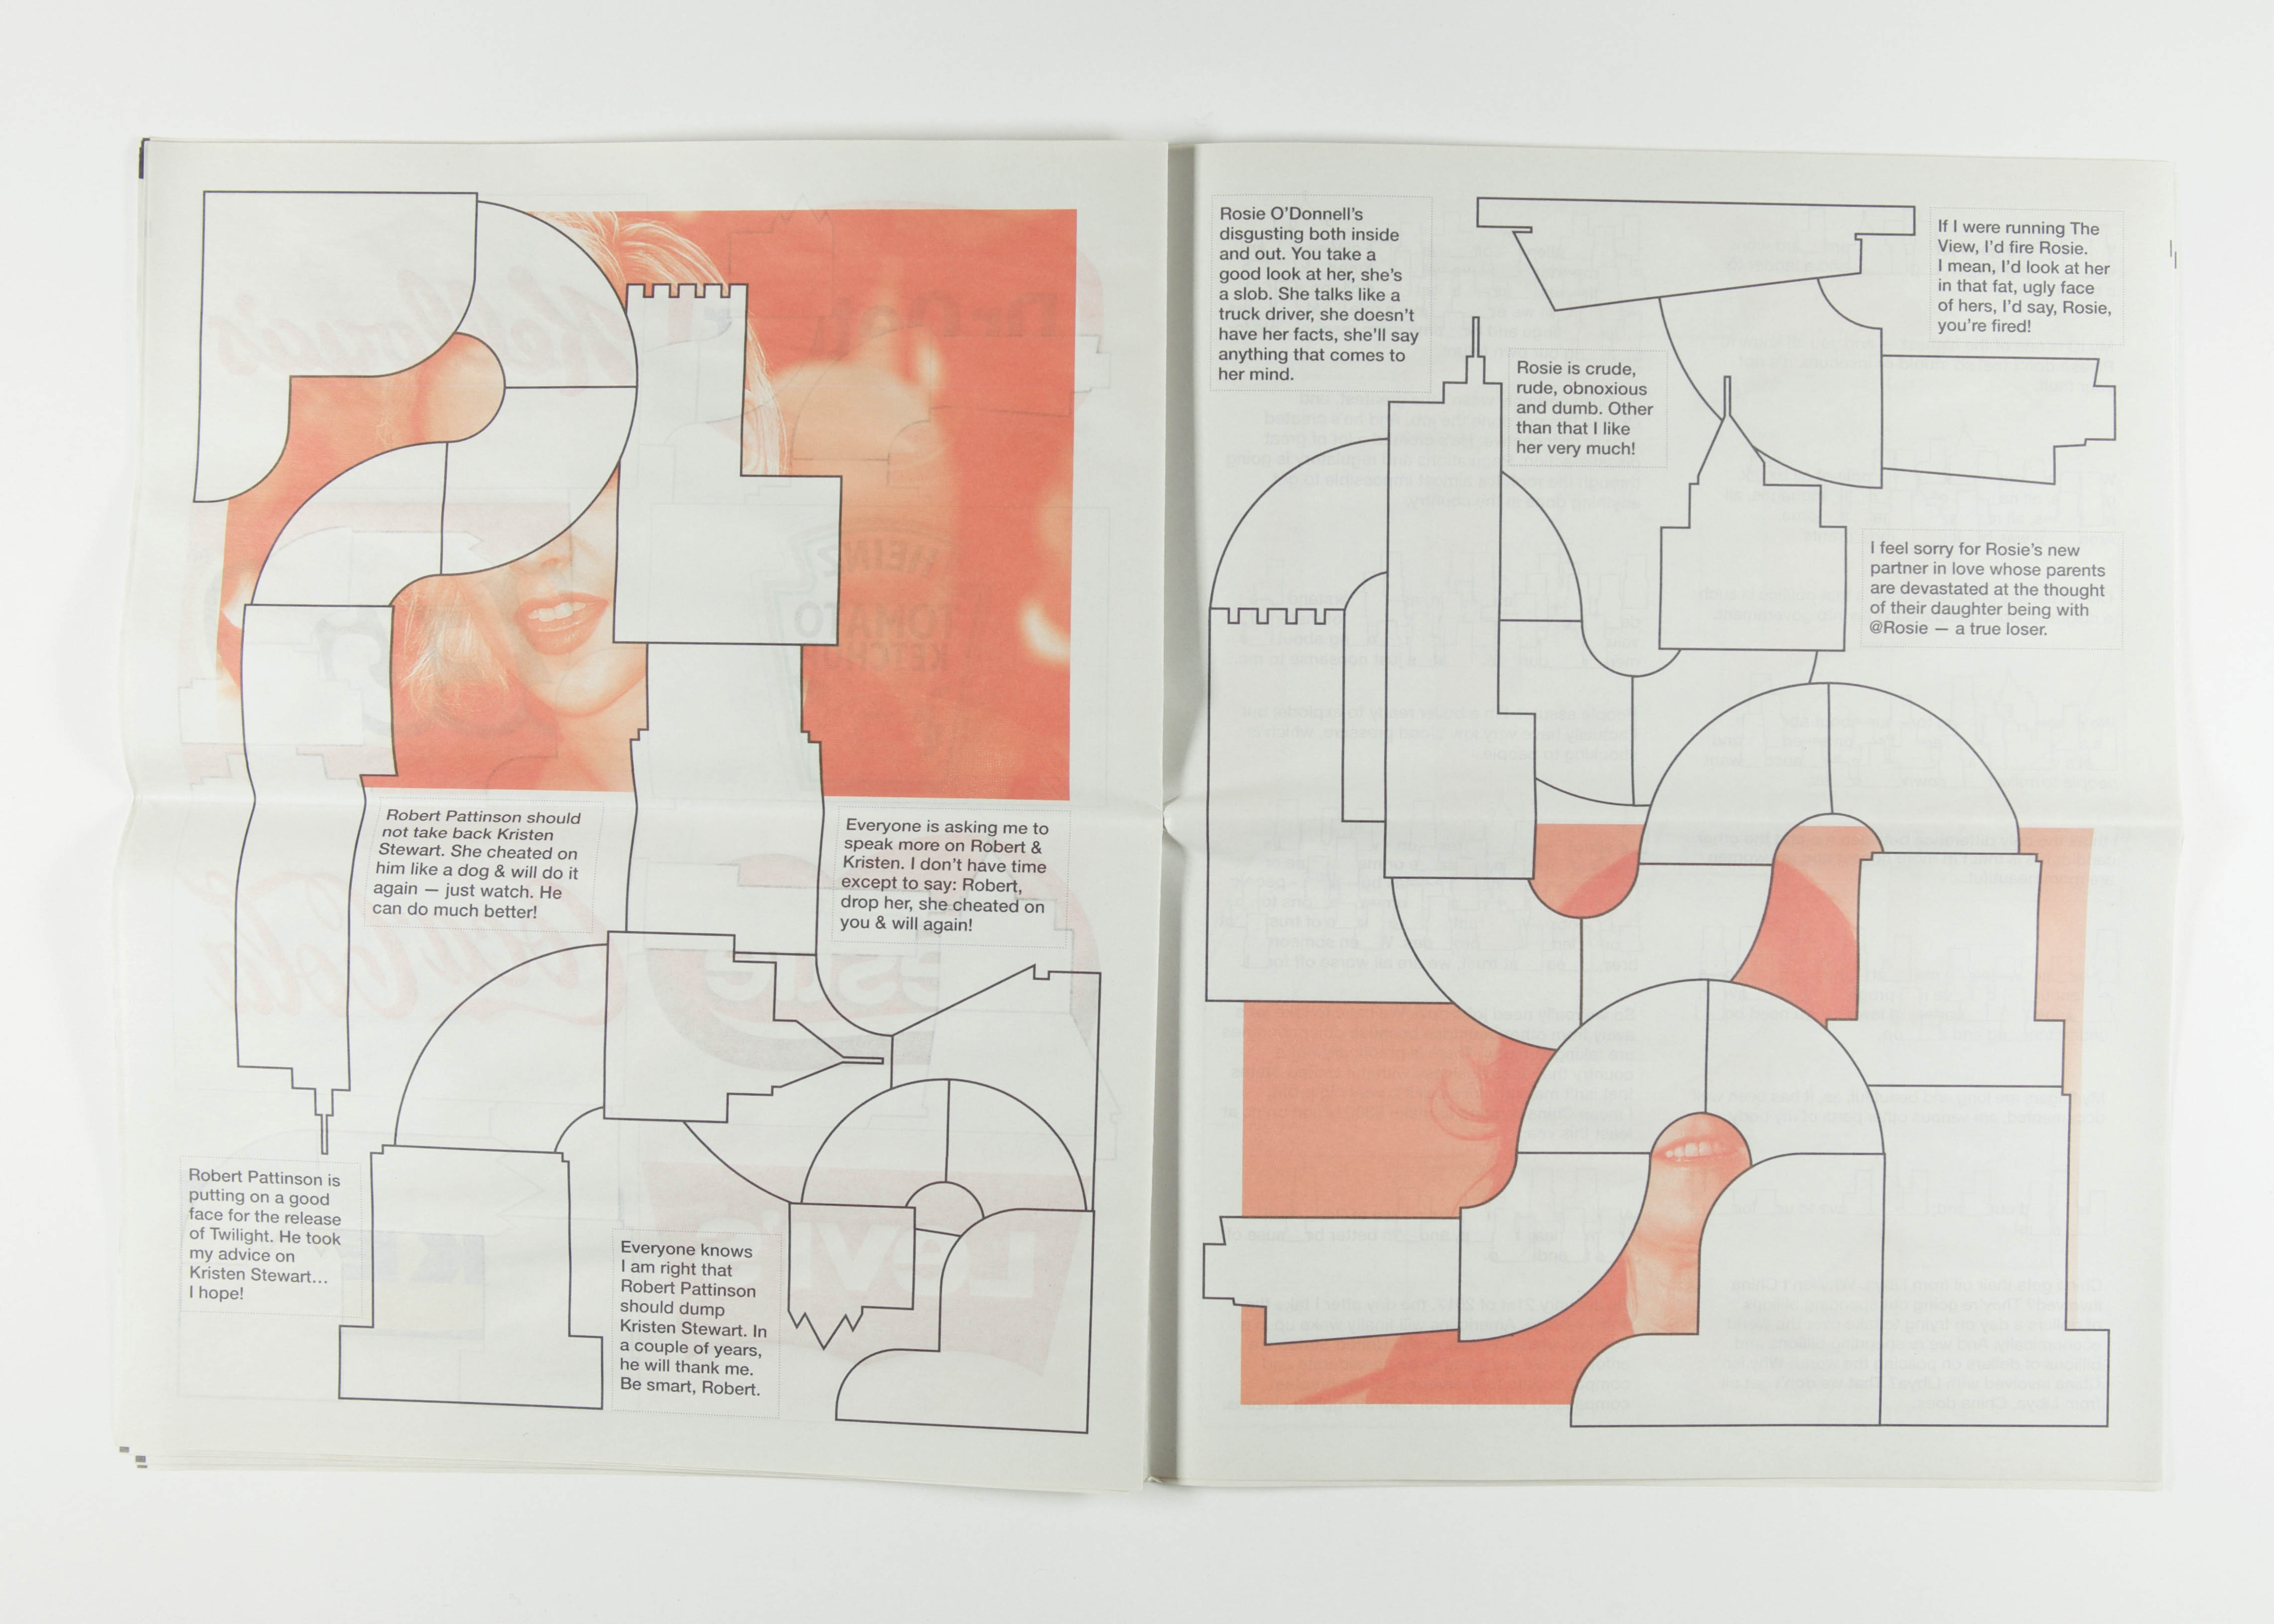 Robert Pattinson should
not take back Kristen
Stewart. She cheated on
him like a dog & will do it
again — just watch. He
can do much better!
Everyone is asking me to
speak more on Robert &
Kristen. I don't have time
except to say: Robert,
drop her, she cheated on
you & will again!
Robert Pattinson is
putting on a good
face for the release
of Twilight. He took
my advice on
Kristen Stewart...
I hope!
Everyone knows
I am right that
Robert Pattinson
should dump
Kristen Stewart. In
a couple of years,
he will thank me.
Be smart, Robert.
Rosie O'Donnell's
disgusting both inside
and out. You take a
good look at her, she's
a slob. She talks like a
truck driver, she doesn't
have her facts, she'll say
anything that comes to
her mind.
If I were running The
View, I'd fire Rosie.
I mean, I'd look at her
in that fat, ugly face
of hers, I'd say, Rosie,
you're fired!
Rosie is crude,
rude, obnoxious
and dumb. Other
than that I like
her very much!
I feel sorry for Rosie's new
partner in love whose parents
are devastated at the thought
of their daughter being with
@Rosie — a true loser.
HEINZ
TOMATO
KETCHUP